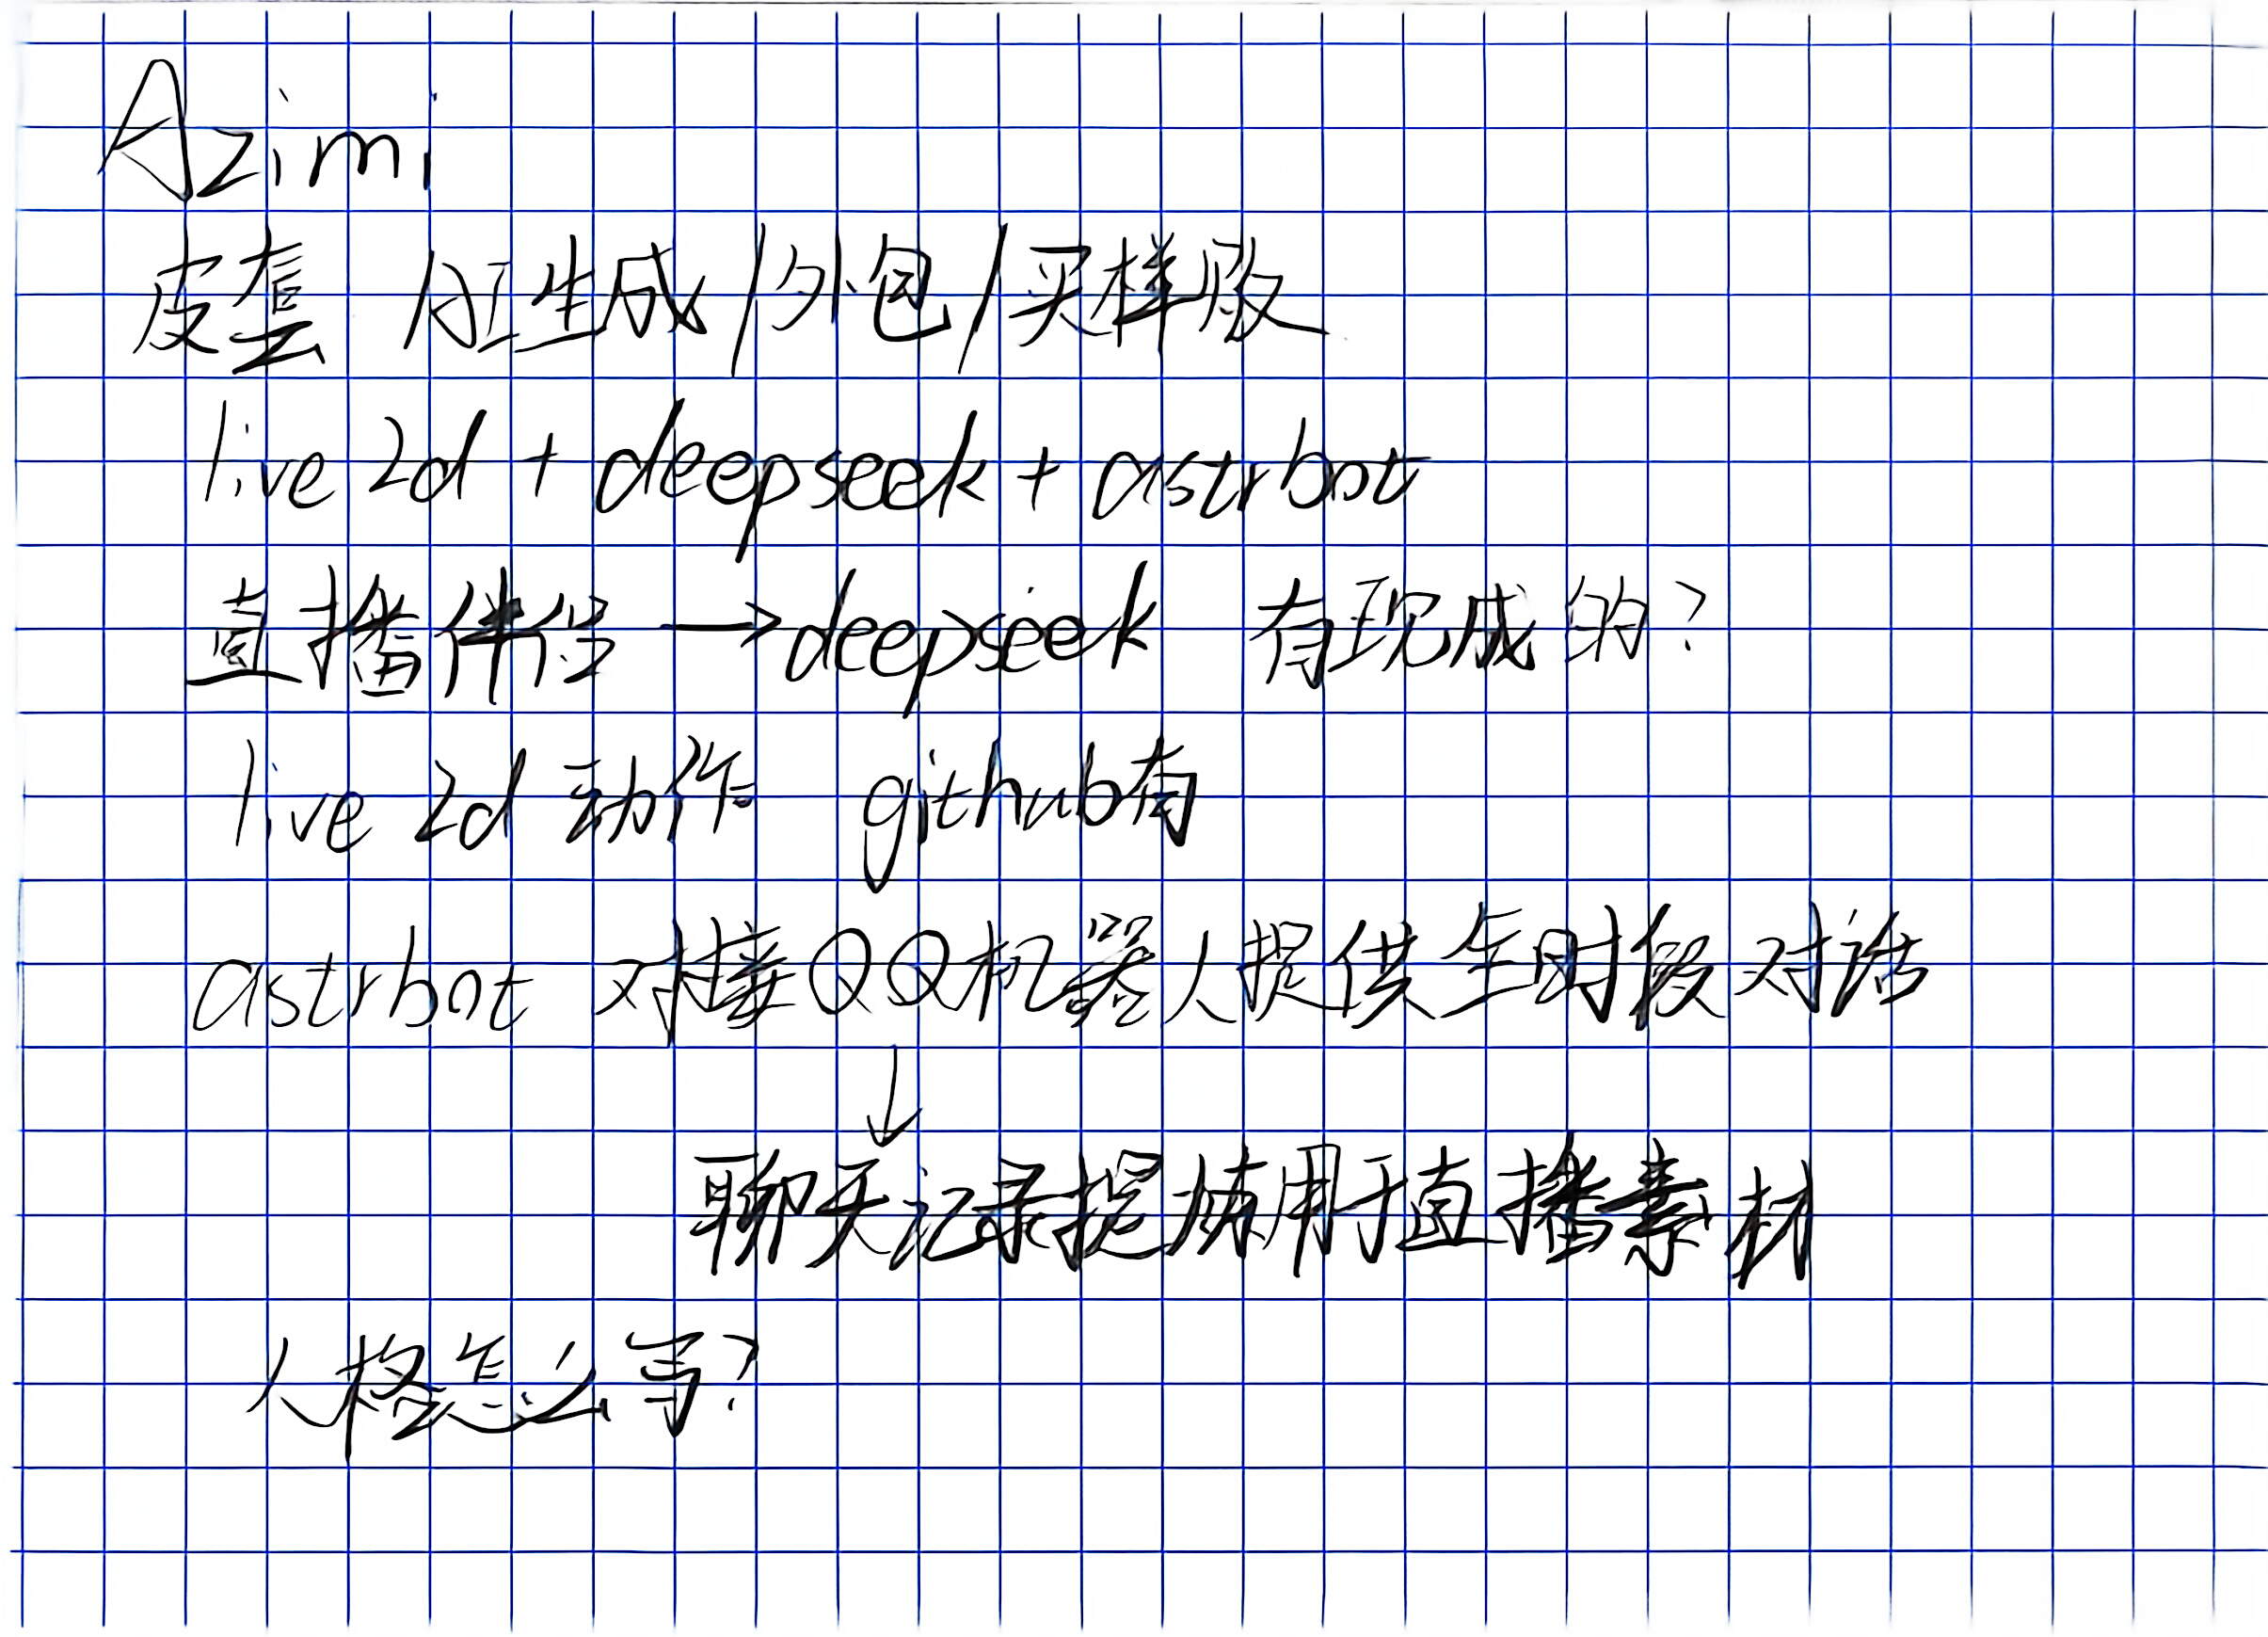 Azimi
皮套 AI生成/外包/买样版
live 2d + deepseek + astrbot
直播伴侣 →deepseek 有现成的?
live 2d 动作 github有
astrbot 对接QQ机器人提供全时段对话
↓
聊天记录提炼用于直播素材
人格怎么写?